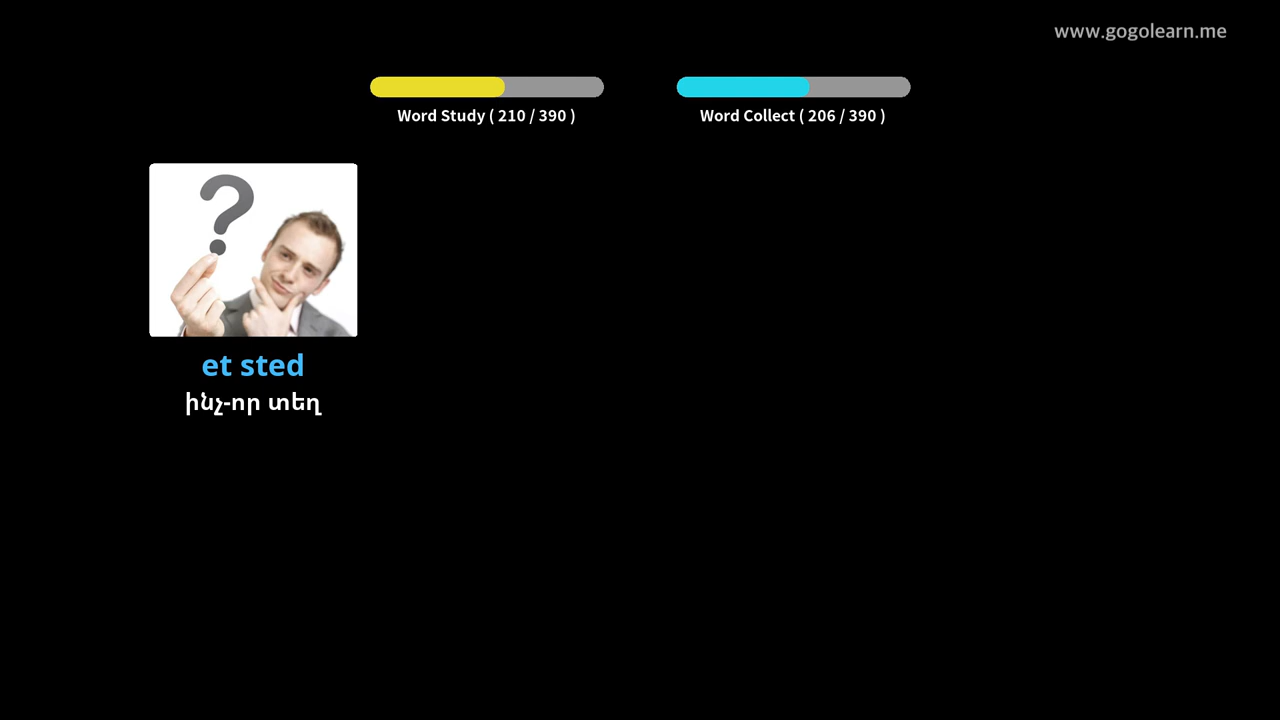 www.gogolearn.me
Word Study ( 210 / 390 )
Word Collect ( 206 / 390 )
et sted
ինչ-որ տեղ